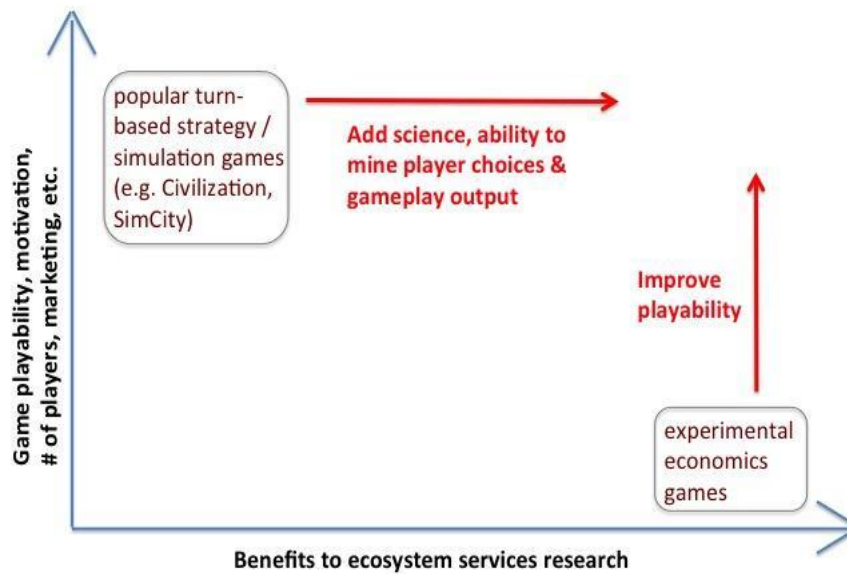 Game playability, motivation,
# of players, marketing, etc.
popular turn-
based strategy /
simulation games
(e.g. Civilization,
SimCity)
Add science, ability to
mine player choices &
gameplay output
Improve
playability
experimental
economics
games
Benefits to ecosystem services research